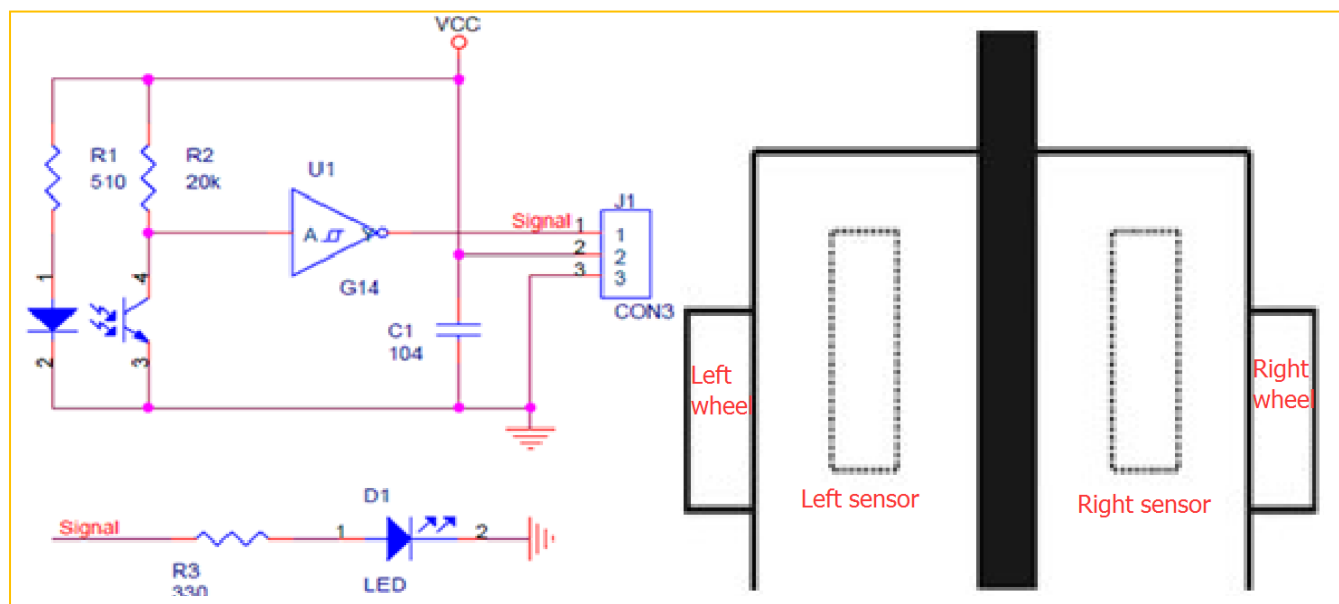 VCC
R1
510
R2
20k
U1
A
Y
G14
Signal
J1
1
2
3
1
2
3
CON3
1
2
4
3
C1
104
Signal
R3
330
D1
1
2
LED
Left
wheel
Right
wheel
Left sensor
Right sensor